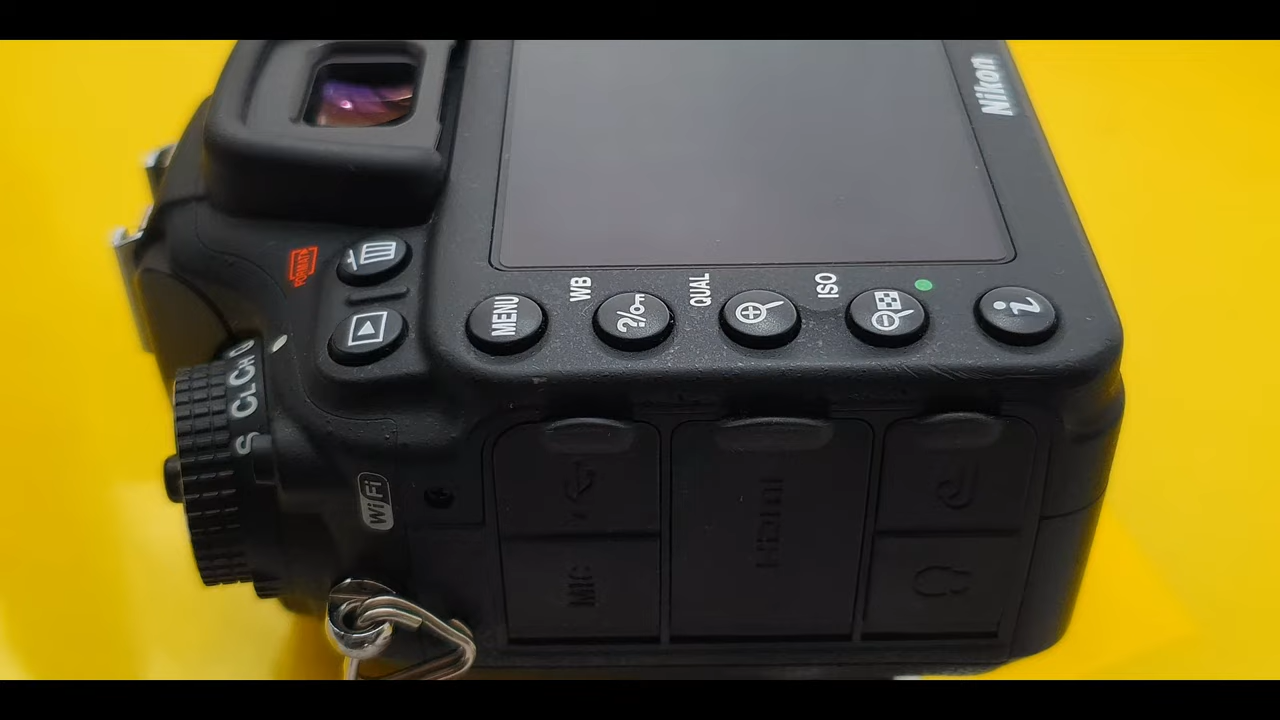 Nikon
FORMAT
MENU
WB
?/
QUAL
ISO
i
S CL CH Q
Wi Fi
MIC
HDMI